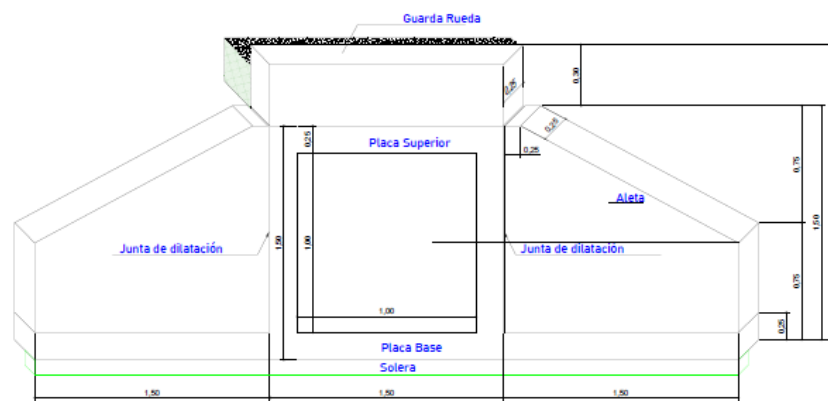 Guarda Rueda
0,25
0,30
0,25
0,25
Placa Superior
0,25
0,75
Aleta
1,50
Junta de dilatación
1,50
1,00
Junta de dilatación
0,75
1,00
0,25
Placa Base
Solera
1,50
1,50
1,50